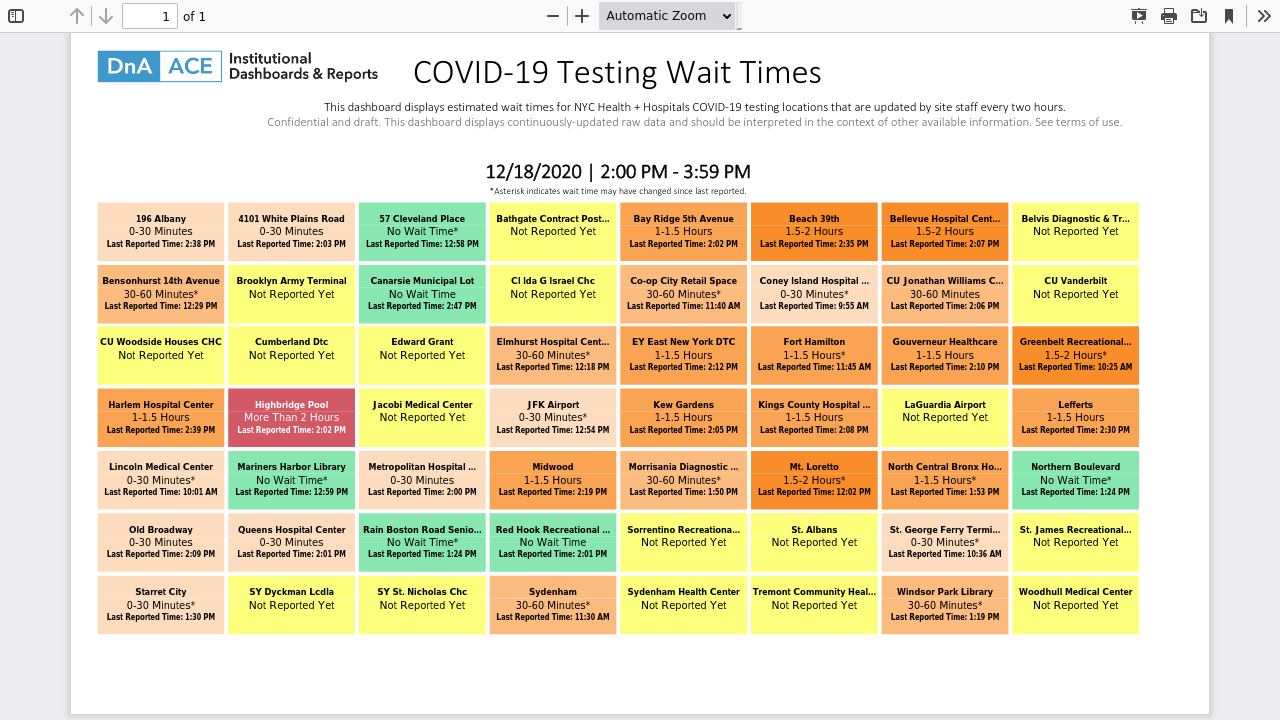 1 of 1
Automatic Zoom
DnA ACE Institutional
Dashboards & Reports
COVID-19 Testing Wait Times
This dashboard displays estimated wait times for NYC Health + Hospitals COVID-19 testing locations that are updated by site staff every two hours.
Confidential and draft. This dashboard displays continuously-updated raw data and should be interpreted in the context of other available information. See terms of use.
12/18/2020 | 2:00 PM - 3:59 PM
*Asterisk indicates wait time may have changed since last reported.
196 Albany
0-30 Minutes
Last Reported Time: 2:38 PM
4101 White Plains Road
0-30 Minutes
Last Reported Time: 2:03 PM
57 Cleveland Place
No Wait Time*
Last Reported Time: 12:58 PM
Bathgate Contract Post...
Not Reported Yet
Bay Ridge 5th Avenue
1-1.5 Hours
Last Reported Time: 2:02 PM
Beach 39th
1.5-2 Hours
Last Reported Time: 2:35 PM
Bellevue Hospital Cent...
1.5-2 Hours
Last Reported Time: 2:07 PM
Belvis Diagnostic & Tr...
Not Reported Yet
Bensonhurst 14th Avenue
30-60 Minutes*
Last Reported Time: 12:29 PM
Brooklyn Army Terminal
Not Reported Yet
Canarsie Municipal Lot
No Wait Time
Last Reported Time: 2:47 PM
Cl Ida G Israel Chc
Not Reported Yet
Co-op City Retail Space
30-60 Minutes*
Last Reported Time: 11:40 AM
Coney Island Hospital ...
0-30 Minutes*
Last Reported Time: 9:55 AM
CU Jonathan Williams C...
30-60 Minutes
Last Reported Time: 2:06 PM
CU Vanderbilt
Not Reported Yet
CU Woodside Houses CHC
Not Reported Yet
Cumberland Dtc
Not Reported Yet
Edward Grant
Not Reported Yet
Elmhurst Hospital Cent...
30-60 Minutes*
Last Reported Time: 12:18 PM
EY East New York DTC
1-1.5 Hours
Last Reported Time: 2:12 PM
Fort Hamilton
1-1.5 Hours*
Last Reported Time: 11:45 AM
Gouverneur Healthcare
1-1.5 Hours
Last Reported Time: 2:10 PM
Greenbelt Recreational...
1.5-2 Hours*
Last Reported Time: 10:25 AM
Harlem Hospital Center
1-1.5 Hours
Last Reported Time: 2:39 PM
Highbridge Pool
More Than 2 Hours
Last Reported Time: 2:02 PM
Jacobi Medical Center
Not Reported Yet
JFK Airport
0-30 Minutes*
Last Reported Time: 12:54 PM
Kew Gardens
1-1.5 Hours
Last Reported Time: 2:05 PM
Kings County Hospital ...
1-1.5 Hours
Last Reported Time: 2:08 PM
LaGuardia Airport
Not Reported Yet
Lefferts
1-1.5 Hours
Last Reported Time: 2:30 PM
Lincoln Medical Center
0-30 Minutes*
Last Reported Time: 10:01 AM
Mariners Harbor Library
No Wait Time*
Last Reported Time: 12:59 PM
Metropolitan Hospital ...
0-30 Minutes
Last Reported Time: 2:00 PM
Midwood
1-1.5 Hours
Last Reported Time: 2:19 PM
Morrisania Diagnostic ...
30-60 Minutes*
Last Reported Time: 1:50 PM
Mt. Loretto
1.5-2 Hours*
Last Reported Time: 12:02 PM
North Central Bronx Ho...
1-1.5 Hours*
Last Reported Time: 1:53 PM
Northern Boulevard
No Wait Time*
Last Reported Time: 1:24 PM
Old Broadway
0-30 Minutes
Last Reported Time: 2:09 PM
Queens Hospital Center
0-30 Minutes
Last Reported Time: 2:01 PM
Rain Boston Road Senio...
No Wait Time*
Last Reported Time: 1:24 PM
Red Hook Recreational ...
No Wait Time
Last Reported Time: 2:01 PM
Sorrentino Recreationa...
Not Reported Yet
St. Albans
Not Reported Yet
St. George Ferry Termi...
0-30 Minutes*
Last Reported Time: 10:36 AM
St. James Recreational...
Not Reported Yet
Starret City
0-30 Minutes*
Last Reported Time: 1:30 PM
SY Dyckman Lcdla
Not Reported Yet
SY St. Nicholas Chc
Not Reported Yet
Sydenham
30-60 Minutes*
Last Reported Time: 11:30 AM
Sydenham Health Center
Not Reported Yet
Tremont Community Heal...
Not Reported Yet
Windsor Park Library
30-60 Minutes*
Last Reported Time: 1:19 PM
Woodhull Medical Center
Not Reported Yet